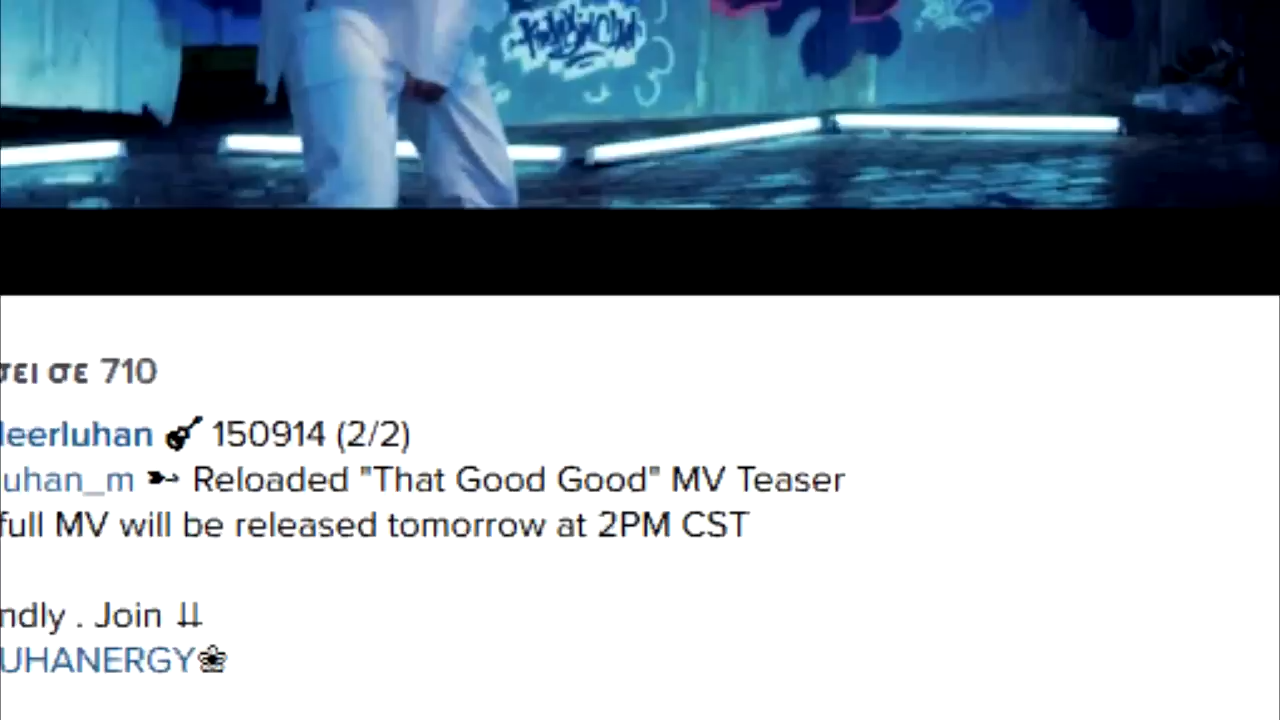 σει σε 710
leerluhan 🎸 150914 (2/2)
uhan_m ➳ Reloaded "That Good Good" MV Teaser
full MV will be released tomorrow at 2PM CST
ndly . Join ⇊
UHANERGY❀